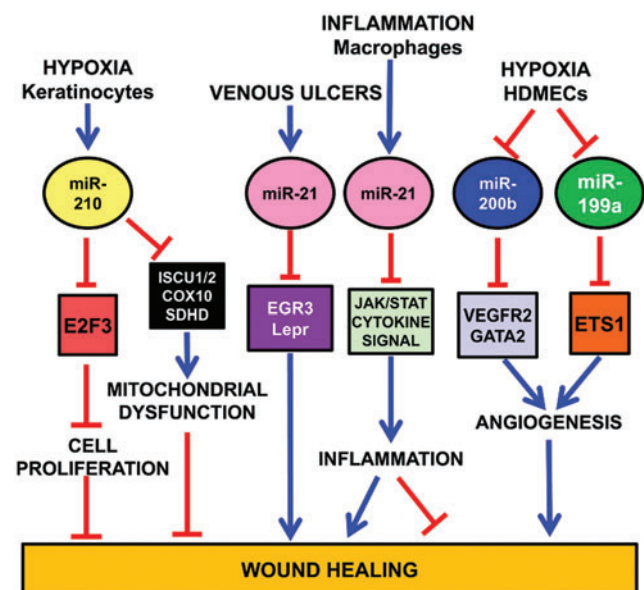 INFLAMMATION
Macrophages
HYPOXIA
Keratinocytes
VENOUS ULCERS
HYPOXIA
HDMECs
miR-
210
miR-21
miR-21
miR-
200b
miR-
199a
E2F3
ISCU1/2
COX10
SDHD
EGR3
Lepr
JAK/STAT
CYTOKINE
SIGNAL
VEGFR2
GATA2
ETS1
MITOCHONDRIAL
DYSFUNCTION
CELL
PROLIFERATION
INFLAMMATION
ANGIOGENESIS
WOUND HEALING